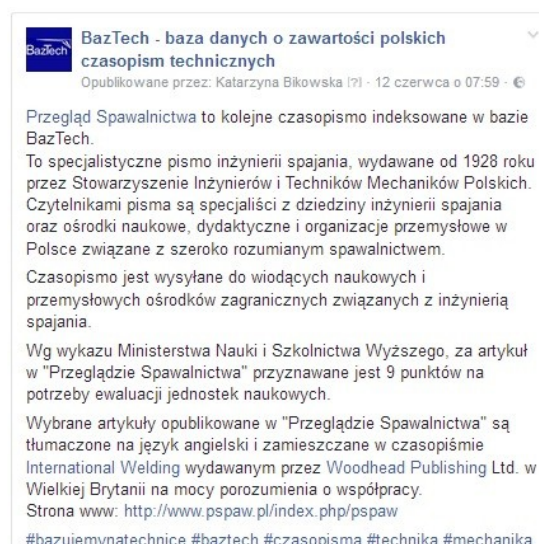 BazTech - baza danych o zawartości polskich
czasopism technicznych
BazTech
Opublikowane przez: Katarzyna Bikowska [?] · 12 czerwca o 07:59 ·
Przegląd Spawalnictwa to kolejne czasopismo indeksowane w bazie
BazTech.
To specjalistyczne pismo inżynierii spajania, wydawane od 1928 roku
przez Stowarzyszenie Inżynierów i Techników Mechaników Polskich.
Czytelnikami pisma są specjaliści z dziedziny inżynierii spajania
oraz ośrodki naukowe, dydaktyczne i organizacje przemysłowe w
Polsce związane z szeroko rozumianym spawalnictwem.
Czasopismo jest wysyłane do wiodących naukowych i
przemysłowych ośrodków zagranicznych związanych z inżynierią
spajania.
Wg wykazu Ministerstwa Nauki i Szkolnictwa Wyższego, za artykuł
w "Przeglądzie Spawalnictwa" przyznawane jest 9 punktów na
potrzeby ewaluacji jednostek naukowych.
Wybrane artykuły opublikowane w "Przeglądzie Spawalnictwa" są
tłumaczone na język angielski i zamieszczane w czasopiśmie
International Welding wydawanym przez Woodhead Publishing Ltd. w
Wielkiej Brytanii na mocy porozumienia o współpracy.
Strona www: http://www.pspaw.pl/index.php/pspaw
#bazujemynatechnice #baztech #czasopisma #technika #mechanika